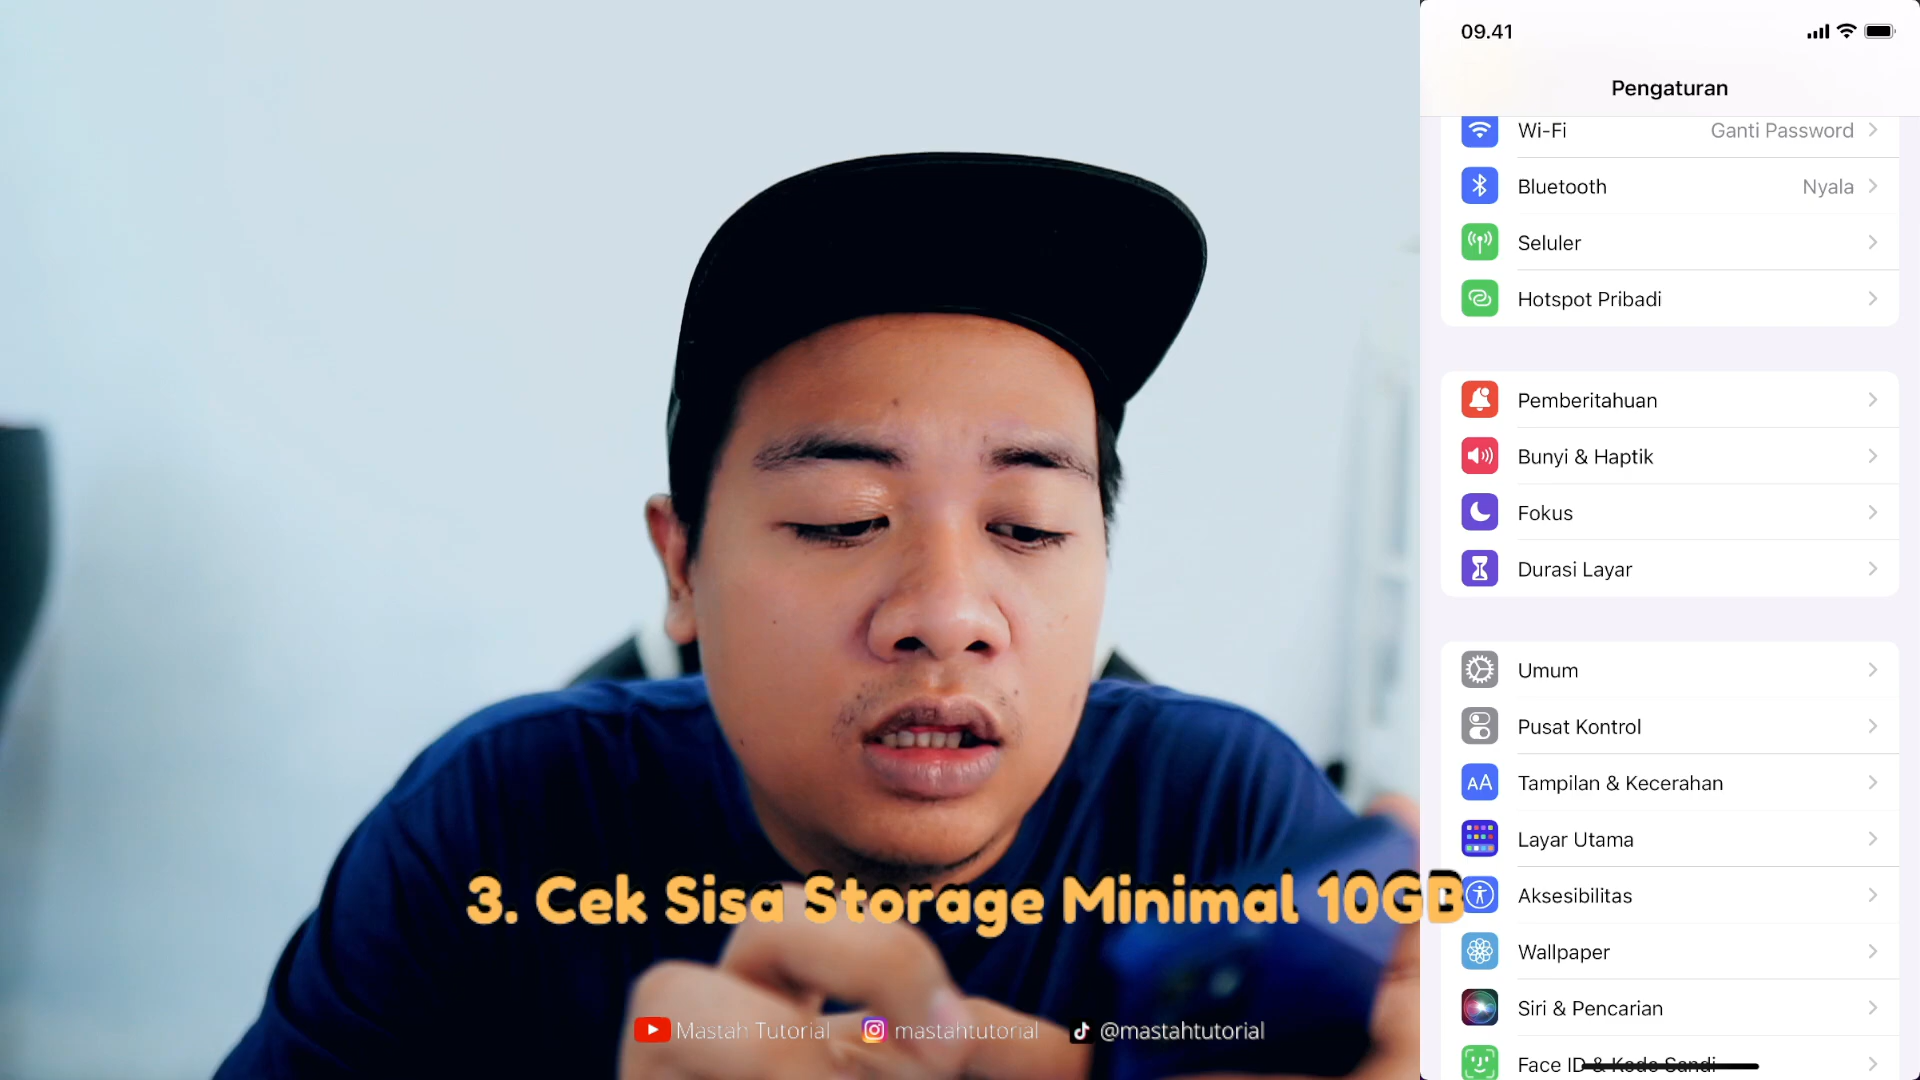 09.41
Pengaturan
Wi-Fi Ganti Password
Bluetooth Nyala
Seluler
Hotspot Pribadi
Pemberitahuan
Bunyi & Haptik
Fokus
Durasi Layar
Umum
Pusat Kontrol
Tampilan & Kecerahan
Layar Utama
Aksesibilitas
Wallpaper
Siri & Pencarian
Face ID & Kode Sandi
3. Cek Sisa Storage Minimal 10GB
Mastah Tutorial mastahtutorial @mastahtutorial